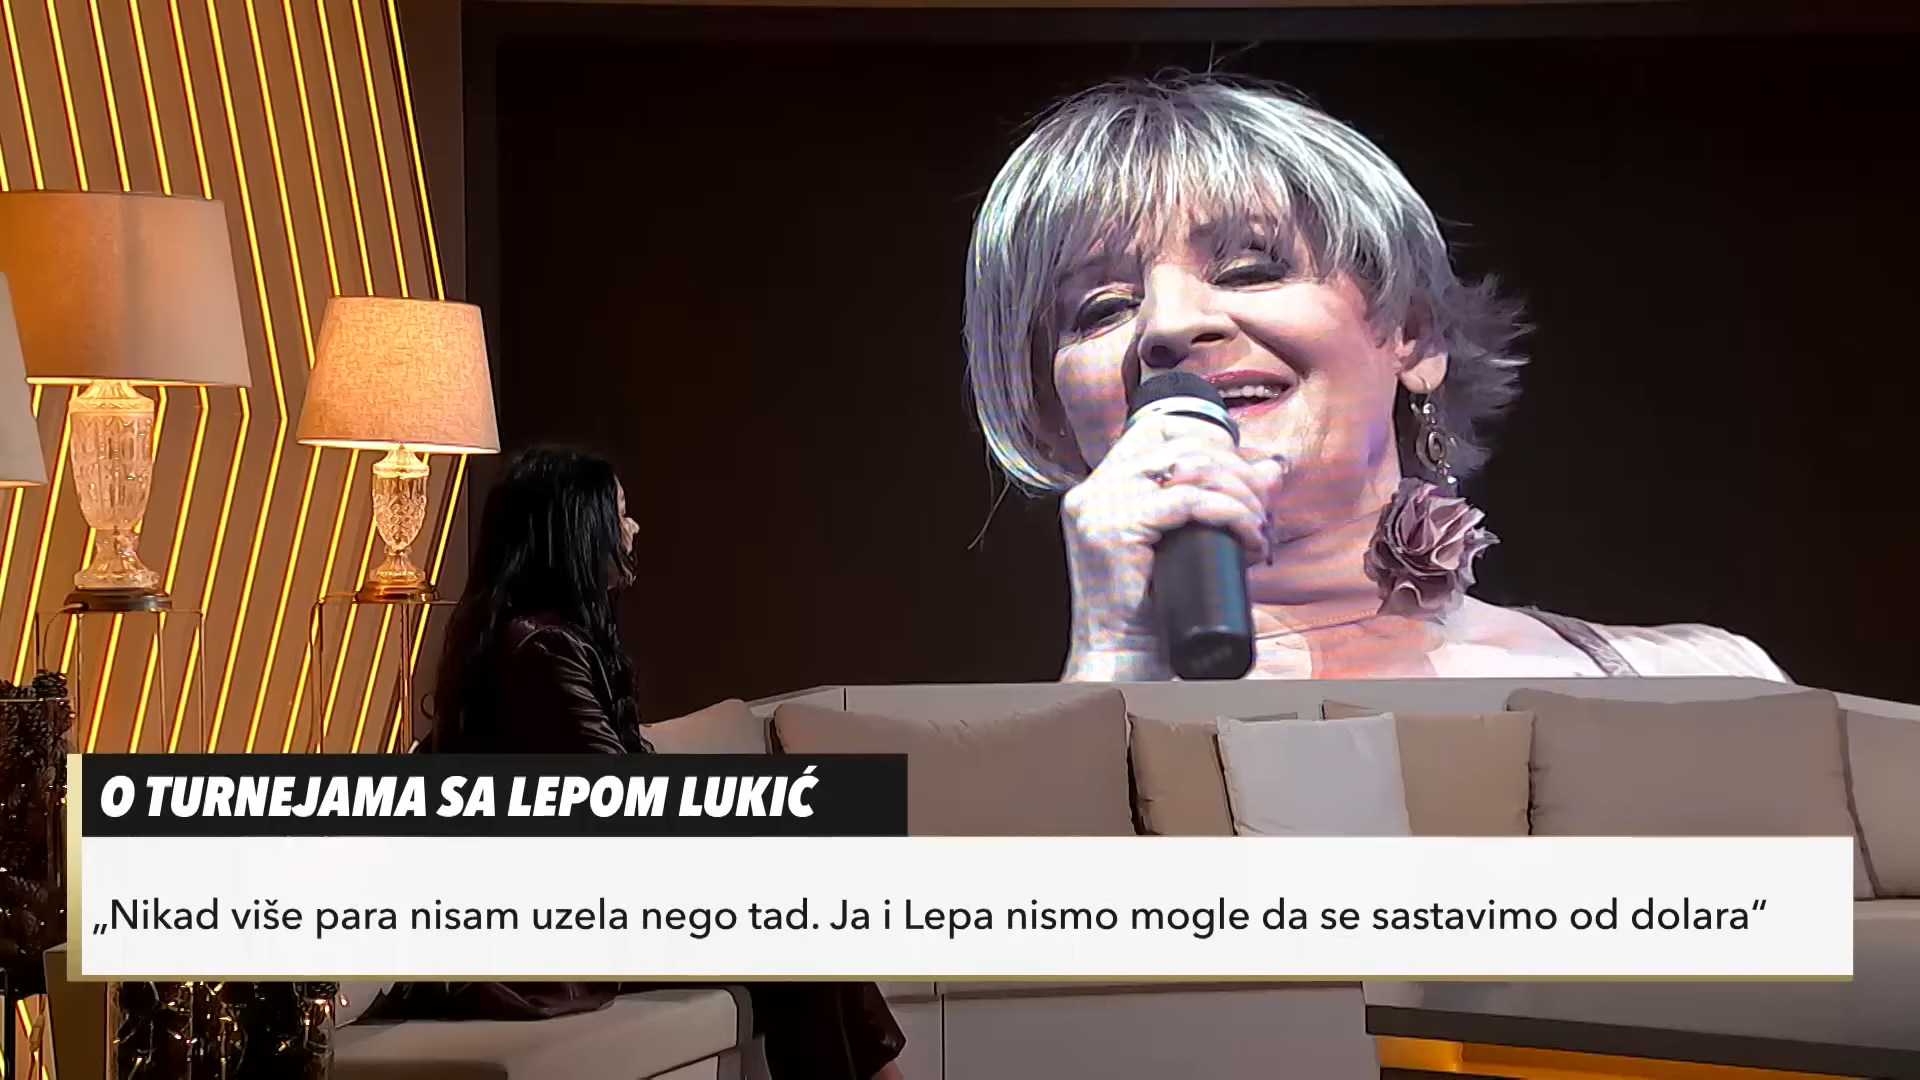 O TURNEJAMA SA LEPOM LUKIĆ
„Nikad više para nisam uzela nego tad. Ja i Lepa nismo mogle da se sastavimo od dolara“